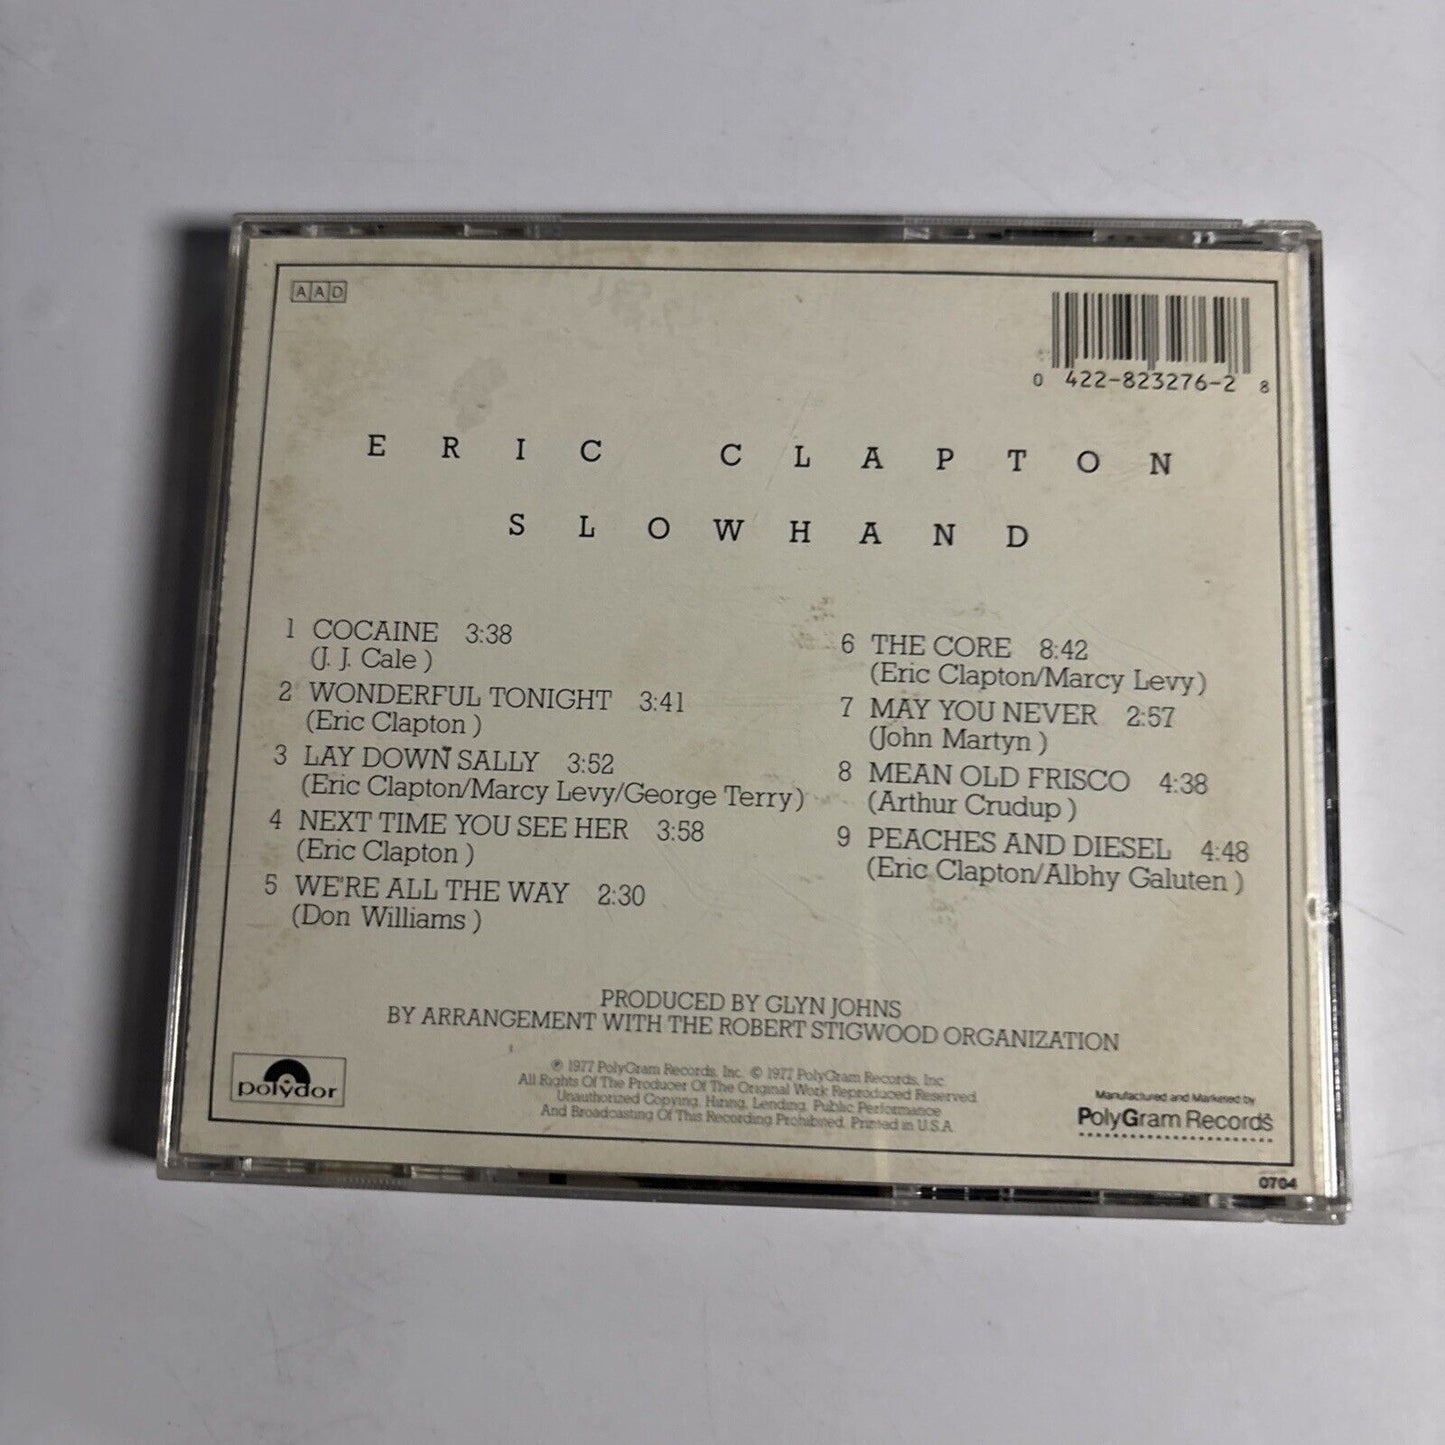 AAD
0 422-823276-2 8
ERIC CLAPTON
SLOWHAND
1 COCAINE 3:38
(J. J. Cale )
2 WONDERFUL TONIGHT 3:41
(Eric Clapton )
3 LAY DOWN SALLY 3:52
(Eric Clapton/Marcy Levy/George Terry)
4 NEXT TIME YOU SEE HER 3:58
(Eric Clapton )
5 WE'RE ALL THE WAY 2:30
(Don Williams )
6 THE CORE 8:42
(Eric Clapton/Marcy Levy)
7 MAY YOU NEVER 2:57
(John Martyn )
8 MEAN OLD FRISCO 4:38
(Arthur Crudup )
9 PEACHES AND DIESEL 4:48
(Eric Clapton/Albhy Galuten )
PRODUCED BY GLYN JOHNS
BY ARRANGEMENT WITH THE ROBERT STIGWOOD ORGANIZATION
polydor
℗ 1977 PolyGram Records, Inc. © 1977 PolyGram Records, Inc.
All Rights Of The Producer Of The Original Work Reproduced Reserved.
Unauthorized Copying, Hiring, Lending, Public Performance
And Broadcasting Of This Recording Prohibited. Printed in U.S.A.
Manufactured and Marketed by
PolyGram Records
0704